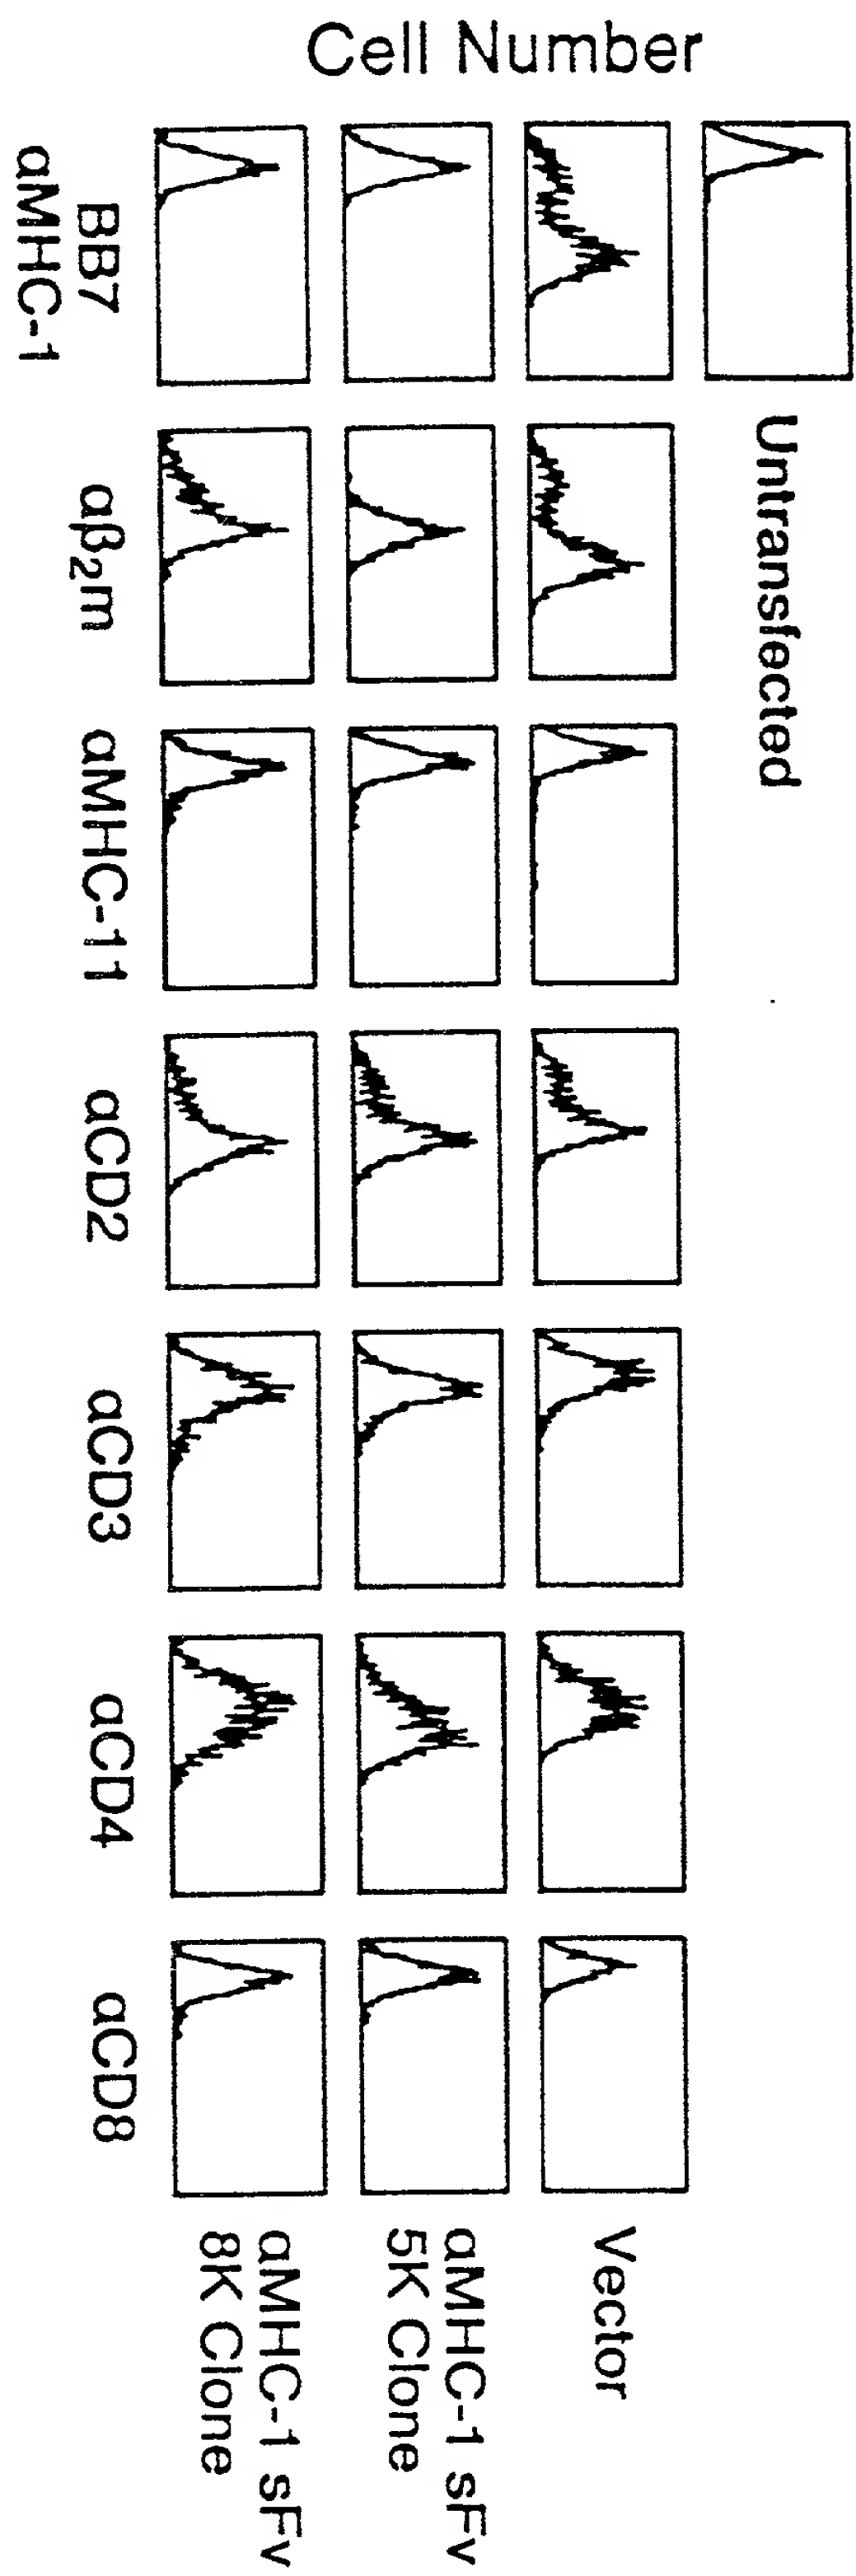 Untransfected
Vector
αMHC-1 sFv
5K Clone
αMHC-1 sFv
8K Clone
Cell Number
BB7
αMHC-1
αβ₂m
αMHC-11
αCD2
αCD3
αCD4
αCD8